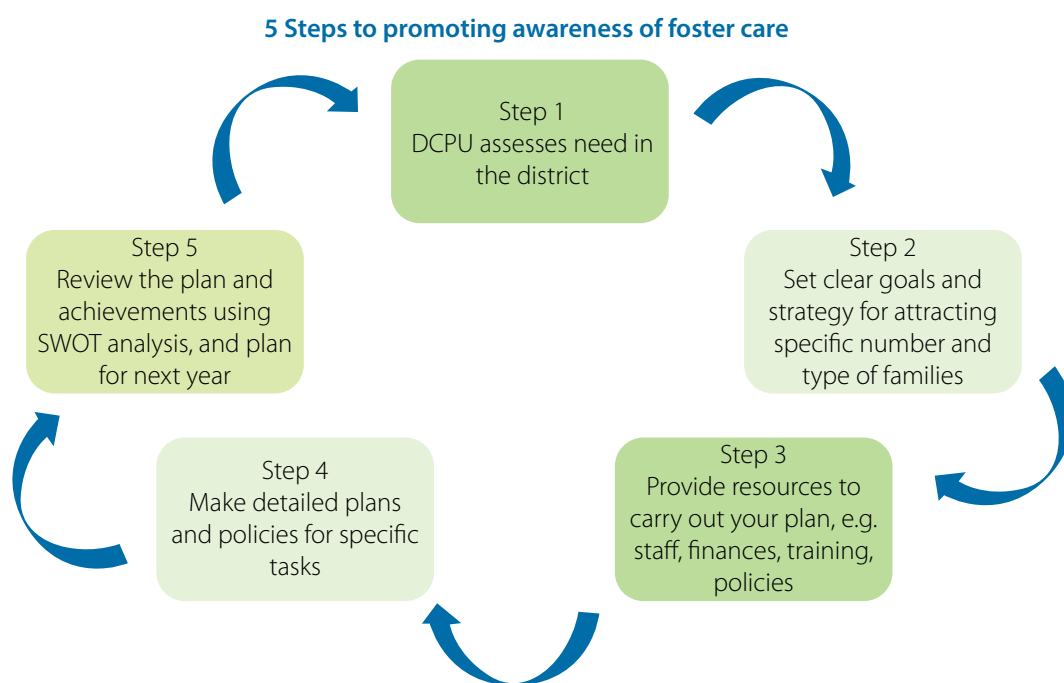 5 Steps to promoting awareness of foster care
Step 1
DCPU assesses need in
the district
Step 2
Set clear goals and
strategy for attracting
specific number and
type of families
Step 3
Provide resources to
carry out your plan, e.g.
staff, finances, training,
policies
Step 4
Make detailed plans
and policies for specific
tasks
Step 5
Review the plan and
achievements using
SWOT analysis, and plan
for next year